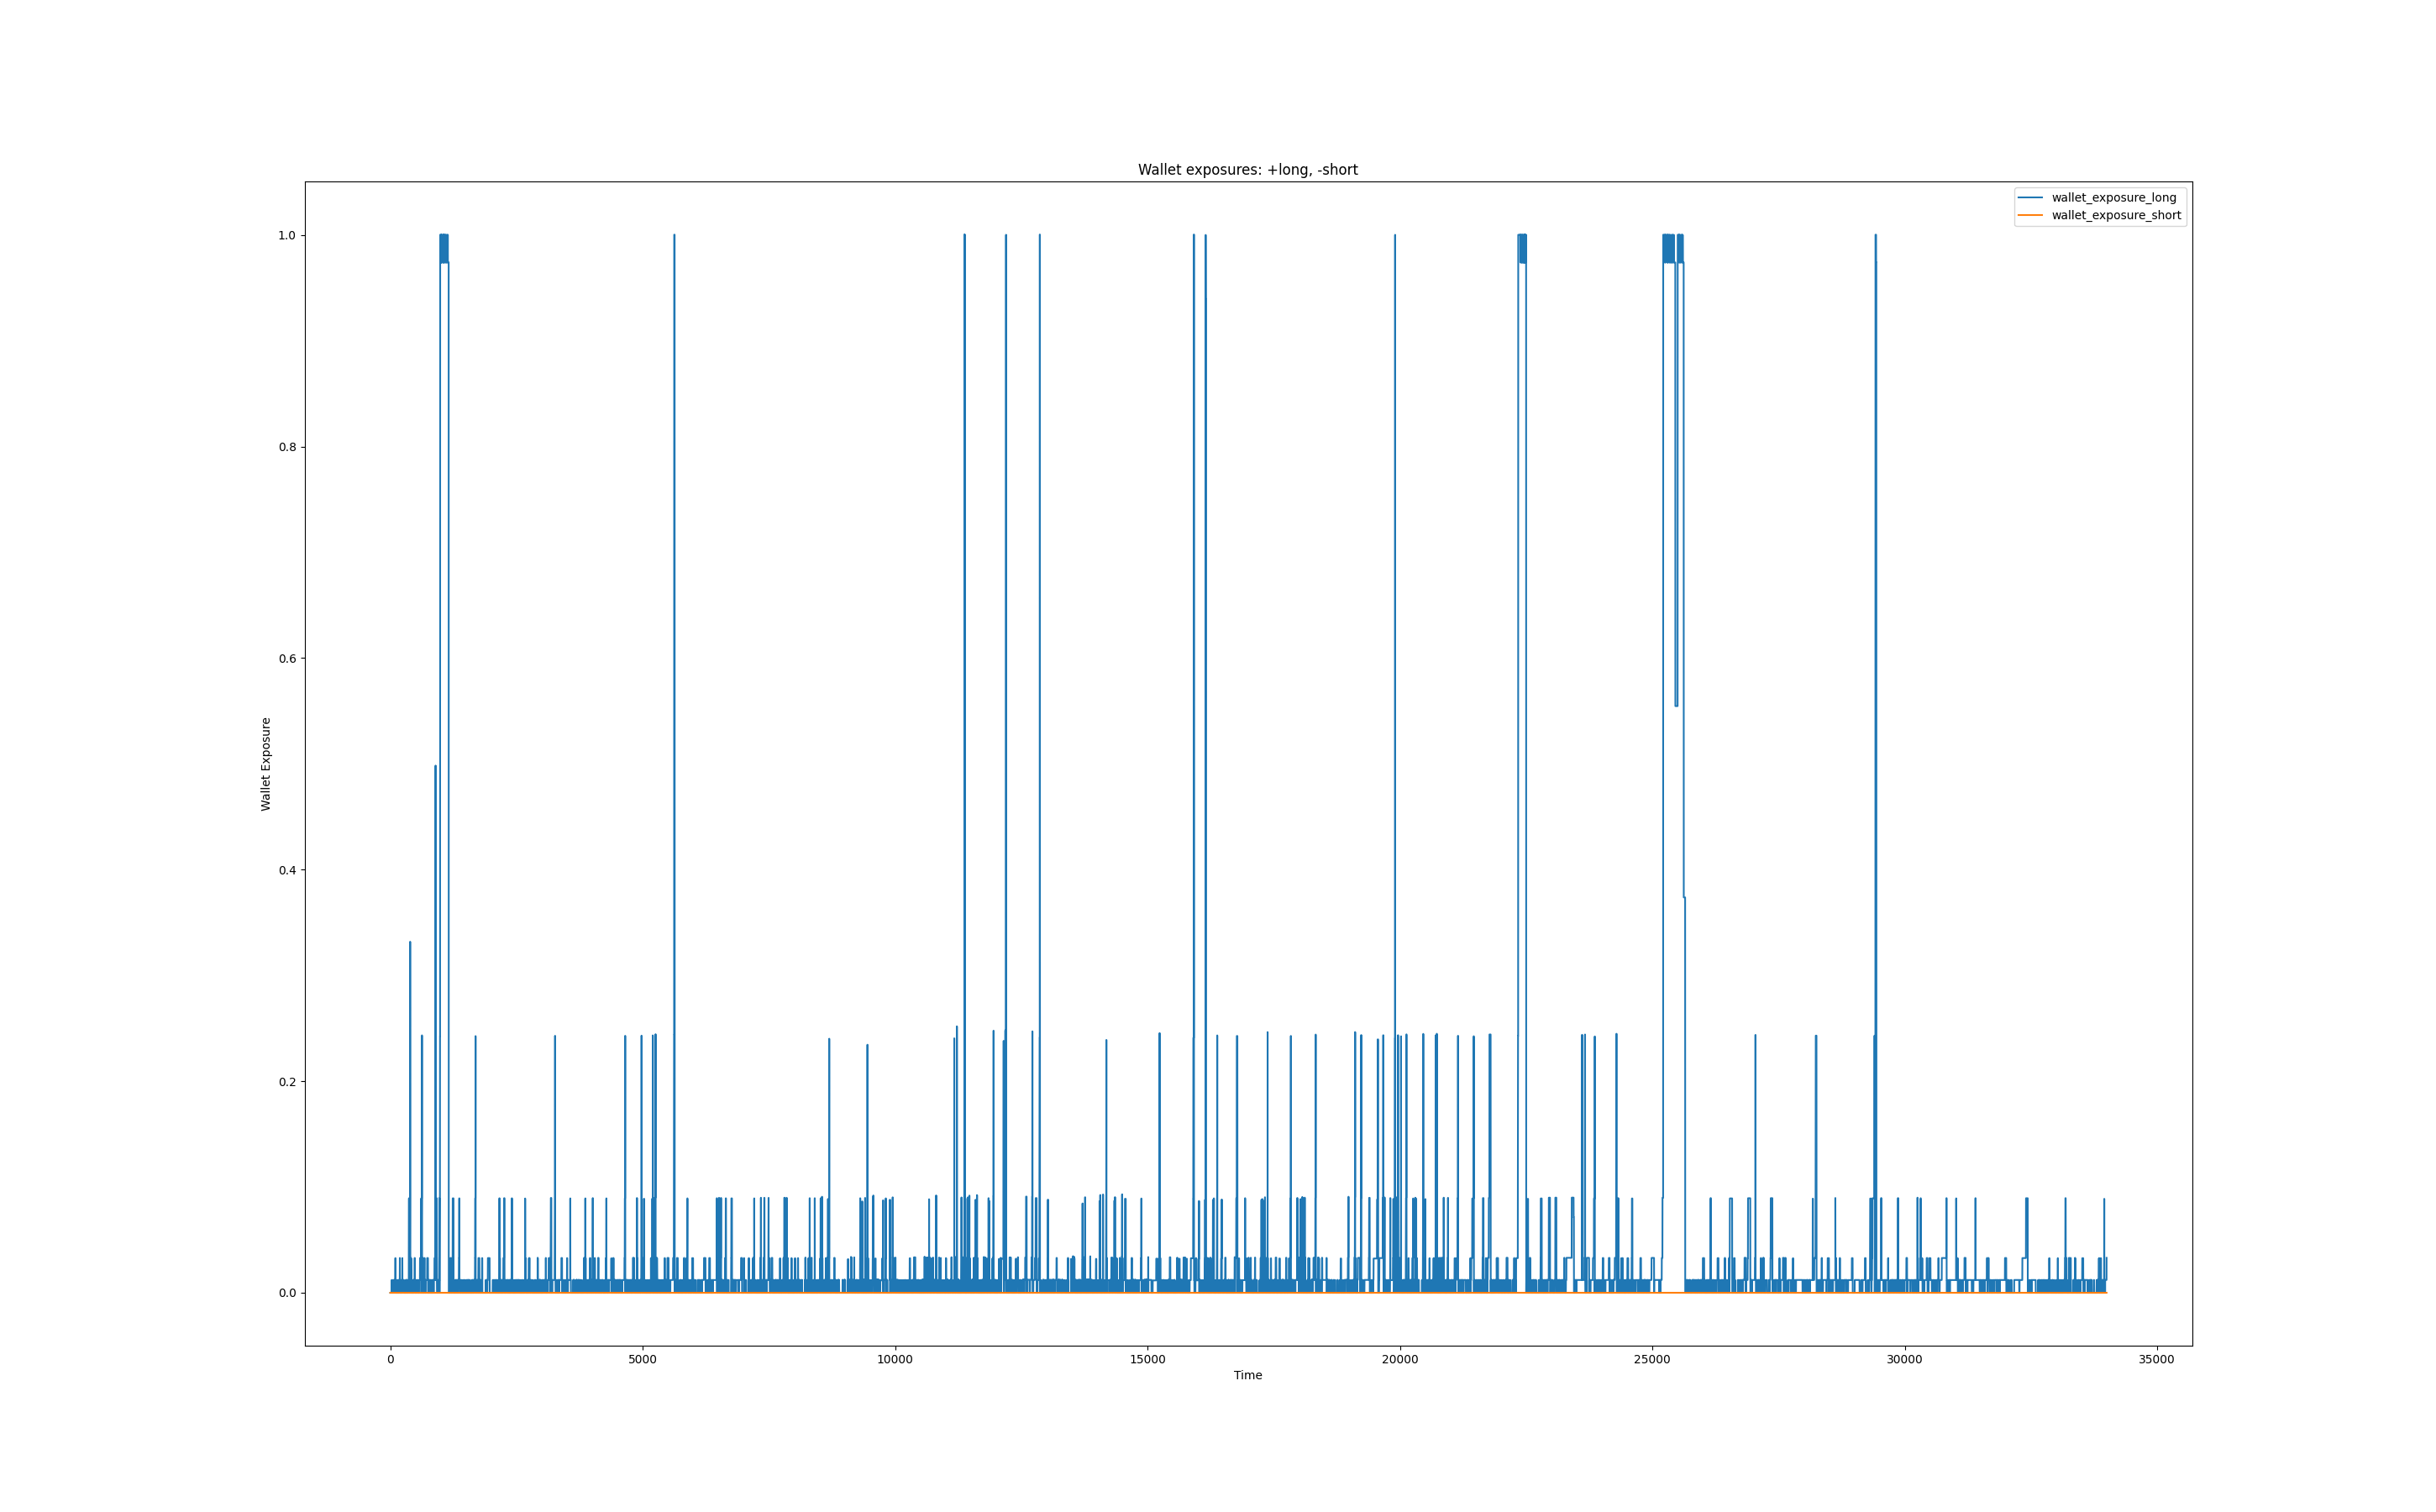 Wallet exposures: +long, -short
wallet_exposure_long
wallet_exposure_short
1.0
0.8
0.6
0.4
0.2
0.0
Wallet Exposure
0 5000 10000 15000 20000 25000 30000 35000
Time